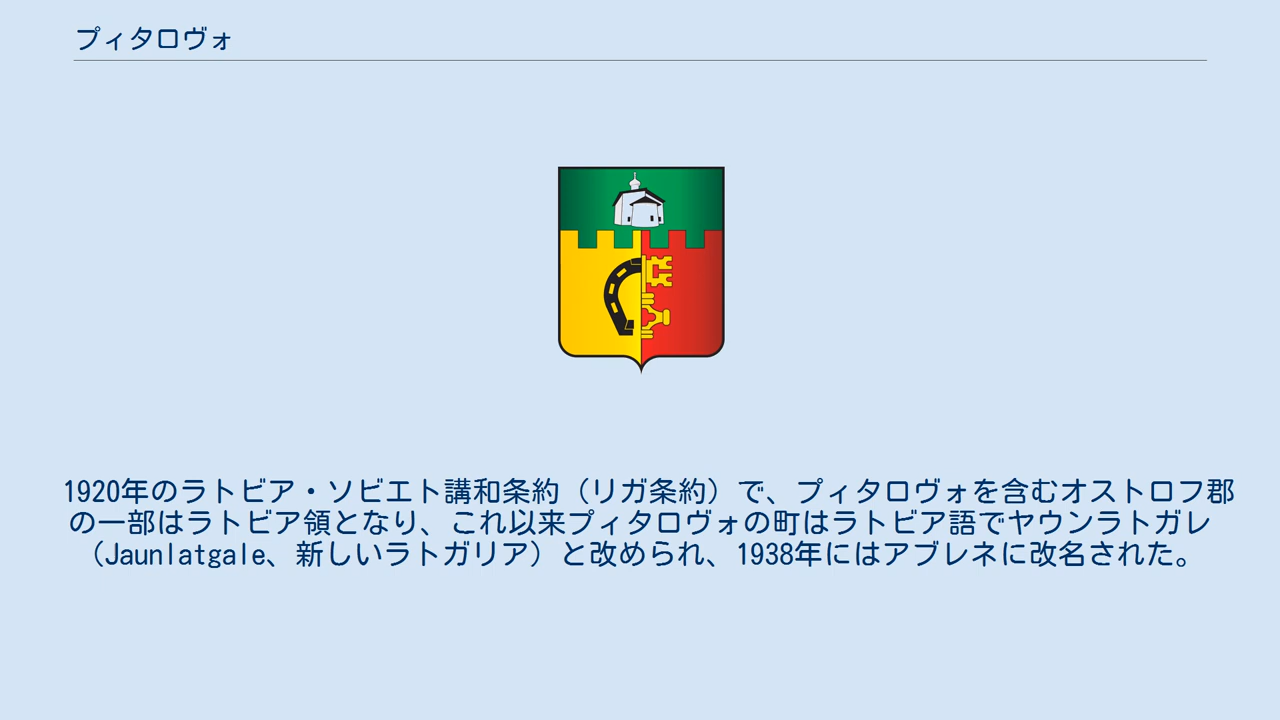 プィタロヴォ
1920年のラトビア・ソビエト講和条約（リガ条約）で、プィタロヴォを含むオストロフ郡
の一部はラトビア領となり、これ以来プィタロヴォの町はラトビア語でヤウンラトガレ
（Jaunlatgale、新しいラトガリア）と改められ、1938年にはアブレネに改名された。